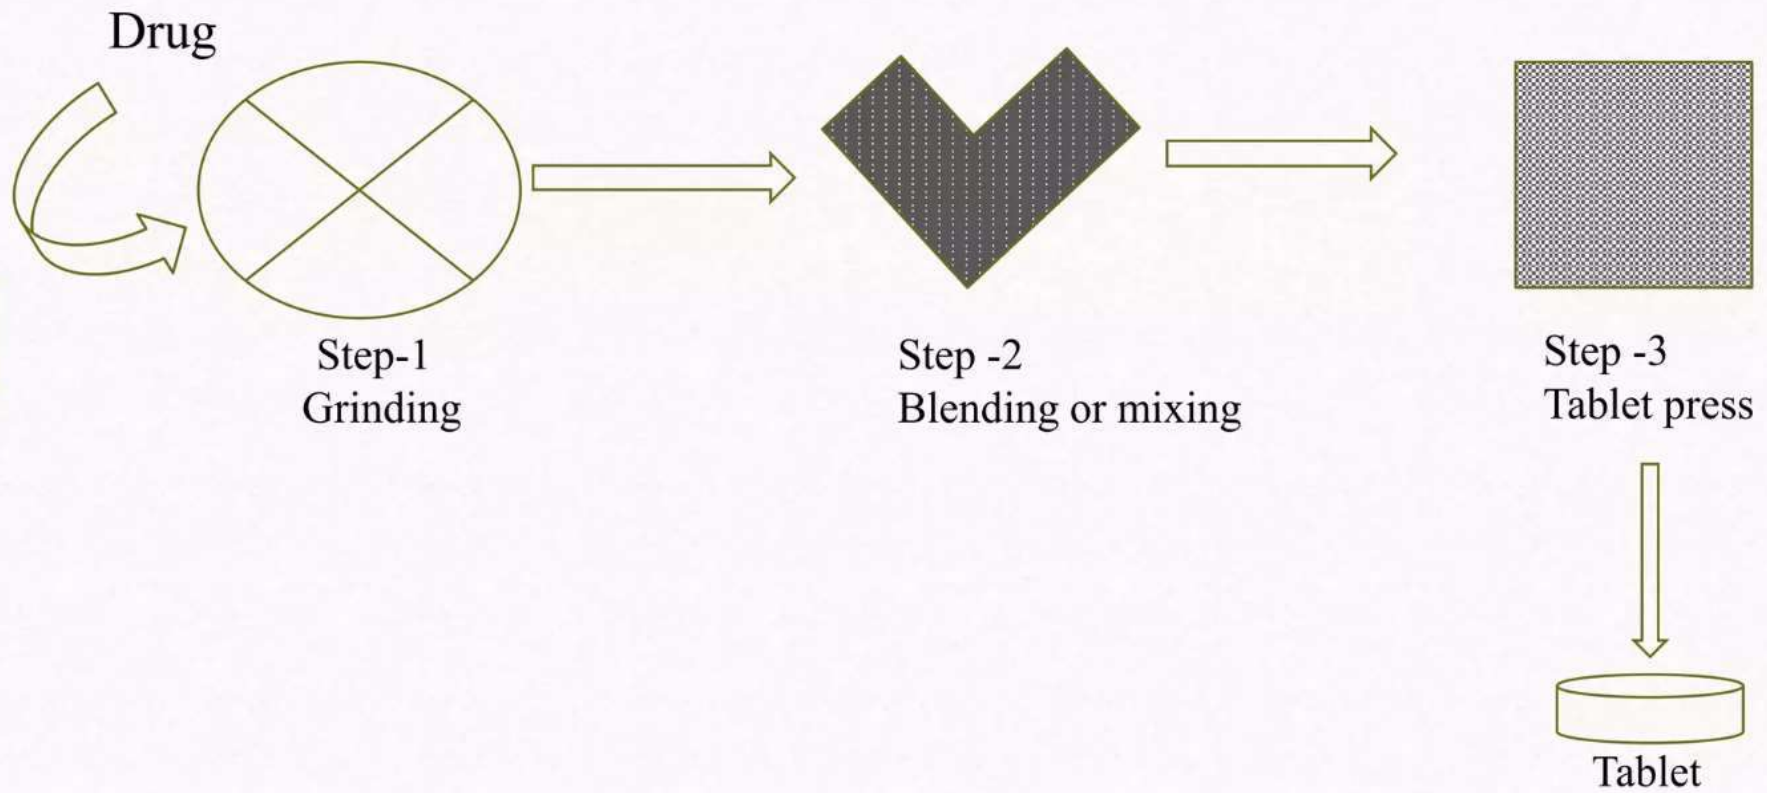 Drug
Step-1
Grinding
Step -2
Blending or mixing
Step -3
Tablet press
Tablet